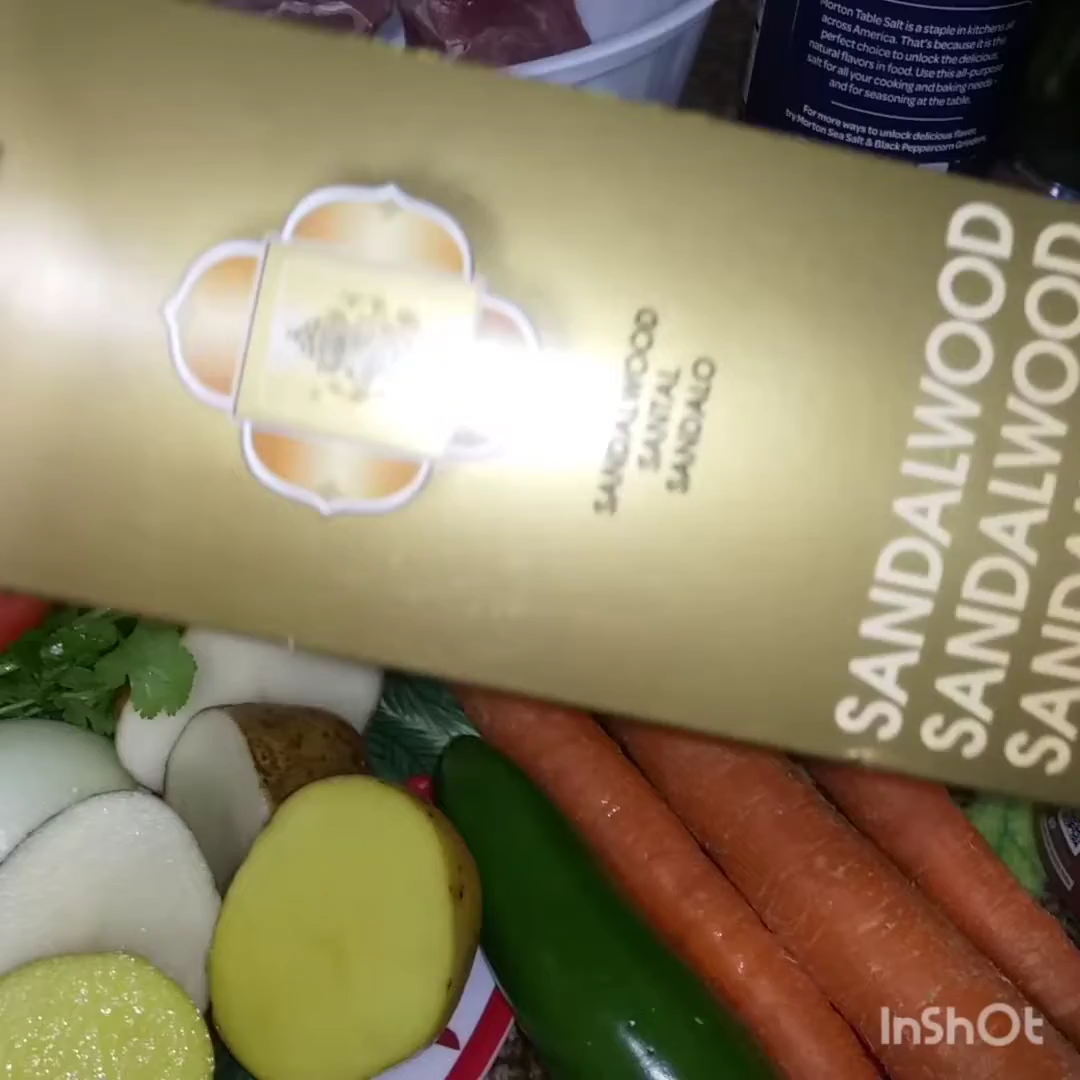 Morton Table Salt is a staple in kitchens all
across America. That's because it is the
perfect choice to unlock the delicious,
natural flavors in food. Use this all-purpose
salt for all your cooking and baking needs
and for seasoning at the table.
For more ways to unlock delicious flavor,
try Morton Sea Salt & Black Peppercorn Grinders
SANDALWOOD
SANTAL
SANDALO
SANDALWOOD
SANDALWOOD
InShOt